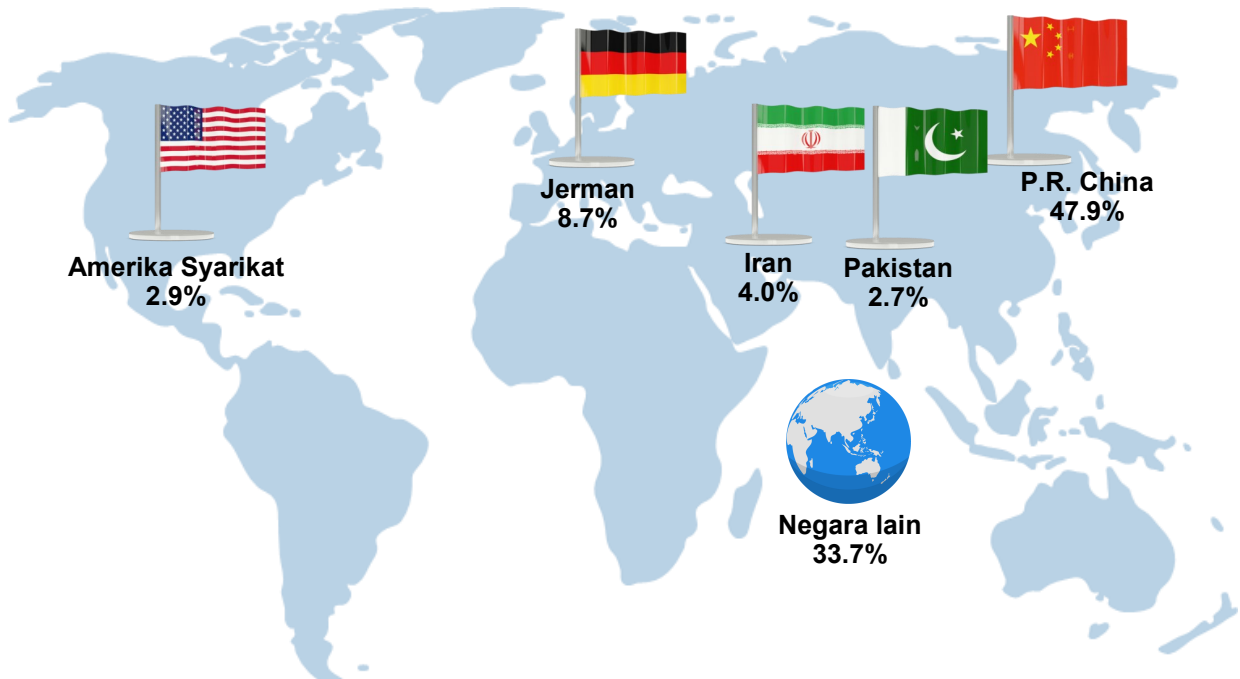 Jerman
8.7%
P.R. China
47.9%
Amerika Syarikat
2.9%
Iran
4.0%
Pakistan
2.7%
Negara lain
33.7%